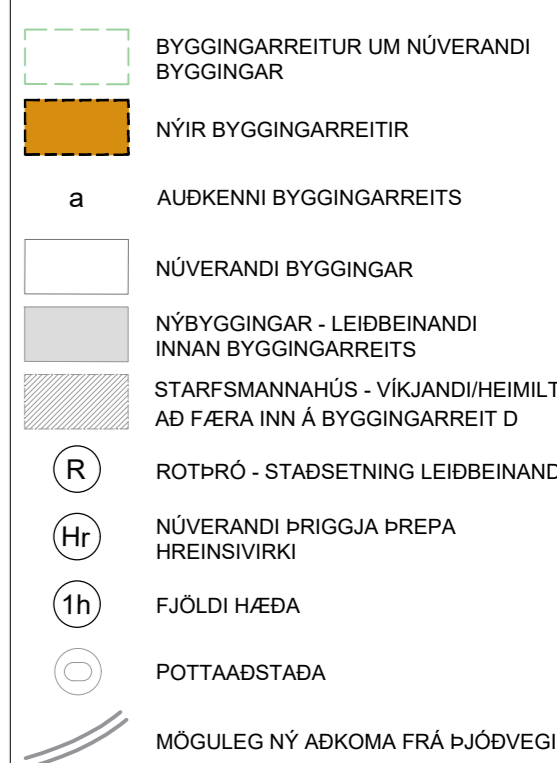 BYGGINGARREITUR UM NÚVERANDI
BYGGINGAR
NÝIR BYGGINGARREITIR
a AUÐKENNI BYGGINGARREITS
NÚVERANDI BYGGINGAR
NÝBYGGINGAR - LEIÐBEINANDI
INNAN BYGGINGARREITS
STARFSMANNAHÚS - VÍKJANDI/HEIMILT
AÐ FÆRA INN Á BYGGINGARREIT D
R ROTÞRÓ - STAÐSETNING LEIÐBEINAND
Hr NÚVERANDI ÞRIGGJA ÞREPA
HREINSIVIRKI
1h FJÖLDI HÆÐA
POTTAAÐSTAÐA
MÖGULEG NÝ AÐKOMA FRÁ ÞJÓÐVEGI